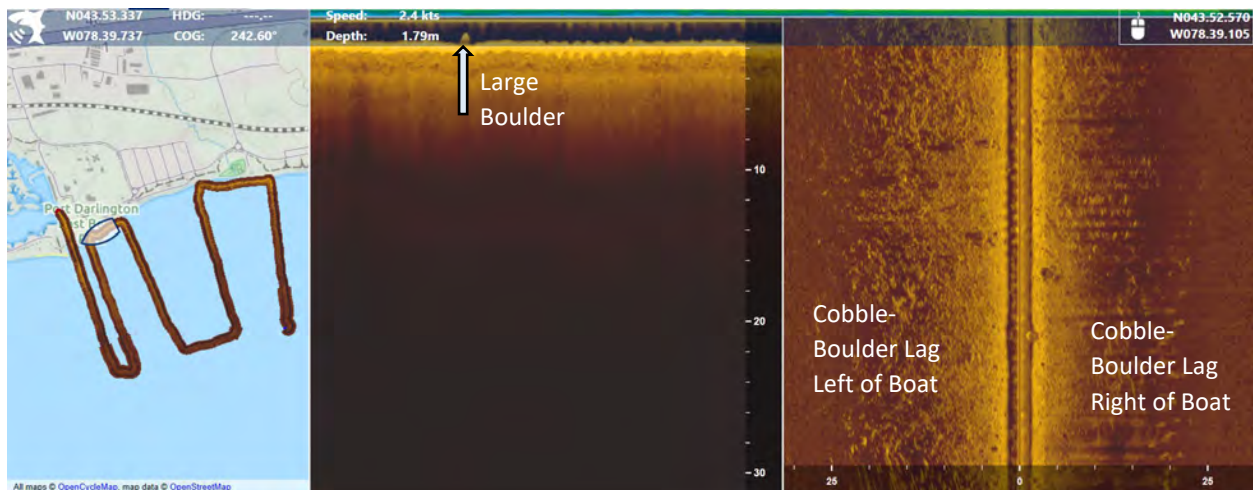 N043.53.337 HDG: ---.--
W078.39.737 COG: 242.60°
Speed: 2.4 kts
Depth: 1.79m
N043.52.570
W078.39.105
Large
Boulder
Port Darlington
10
20
30
Cobble-
Boulder Lag
Left of Boat
Cobble-
Boulder Lag
Right of Boat
25 0 25
All maps © OpenCycleMap, map data © OpenStreetMap